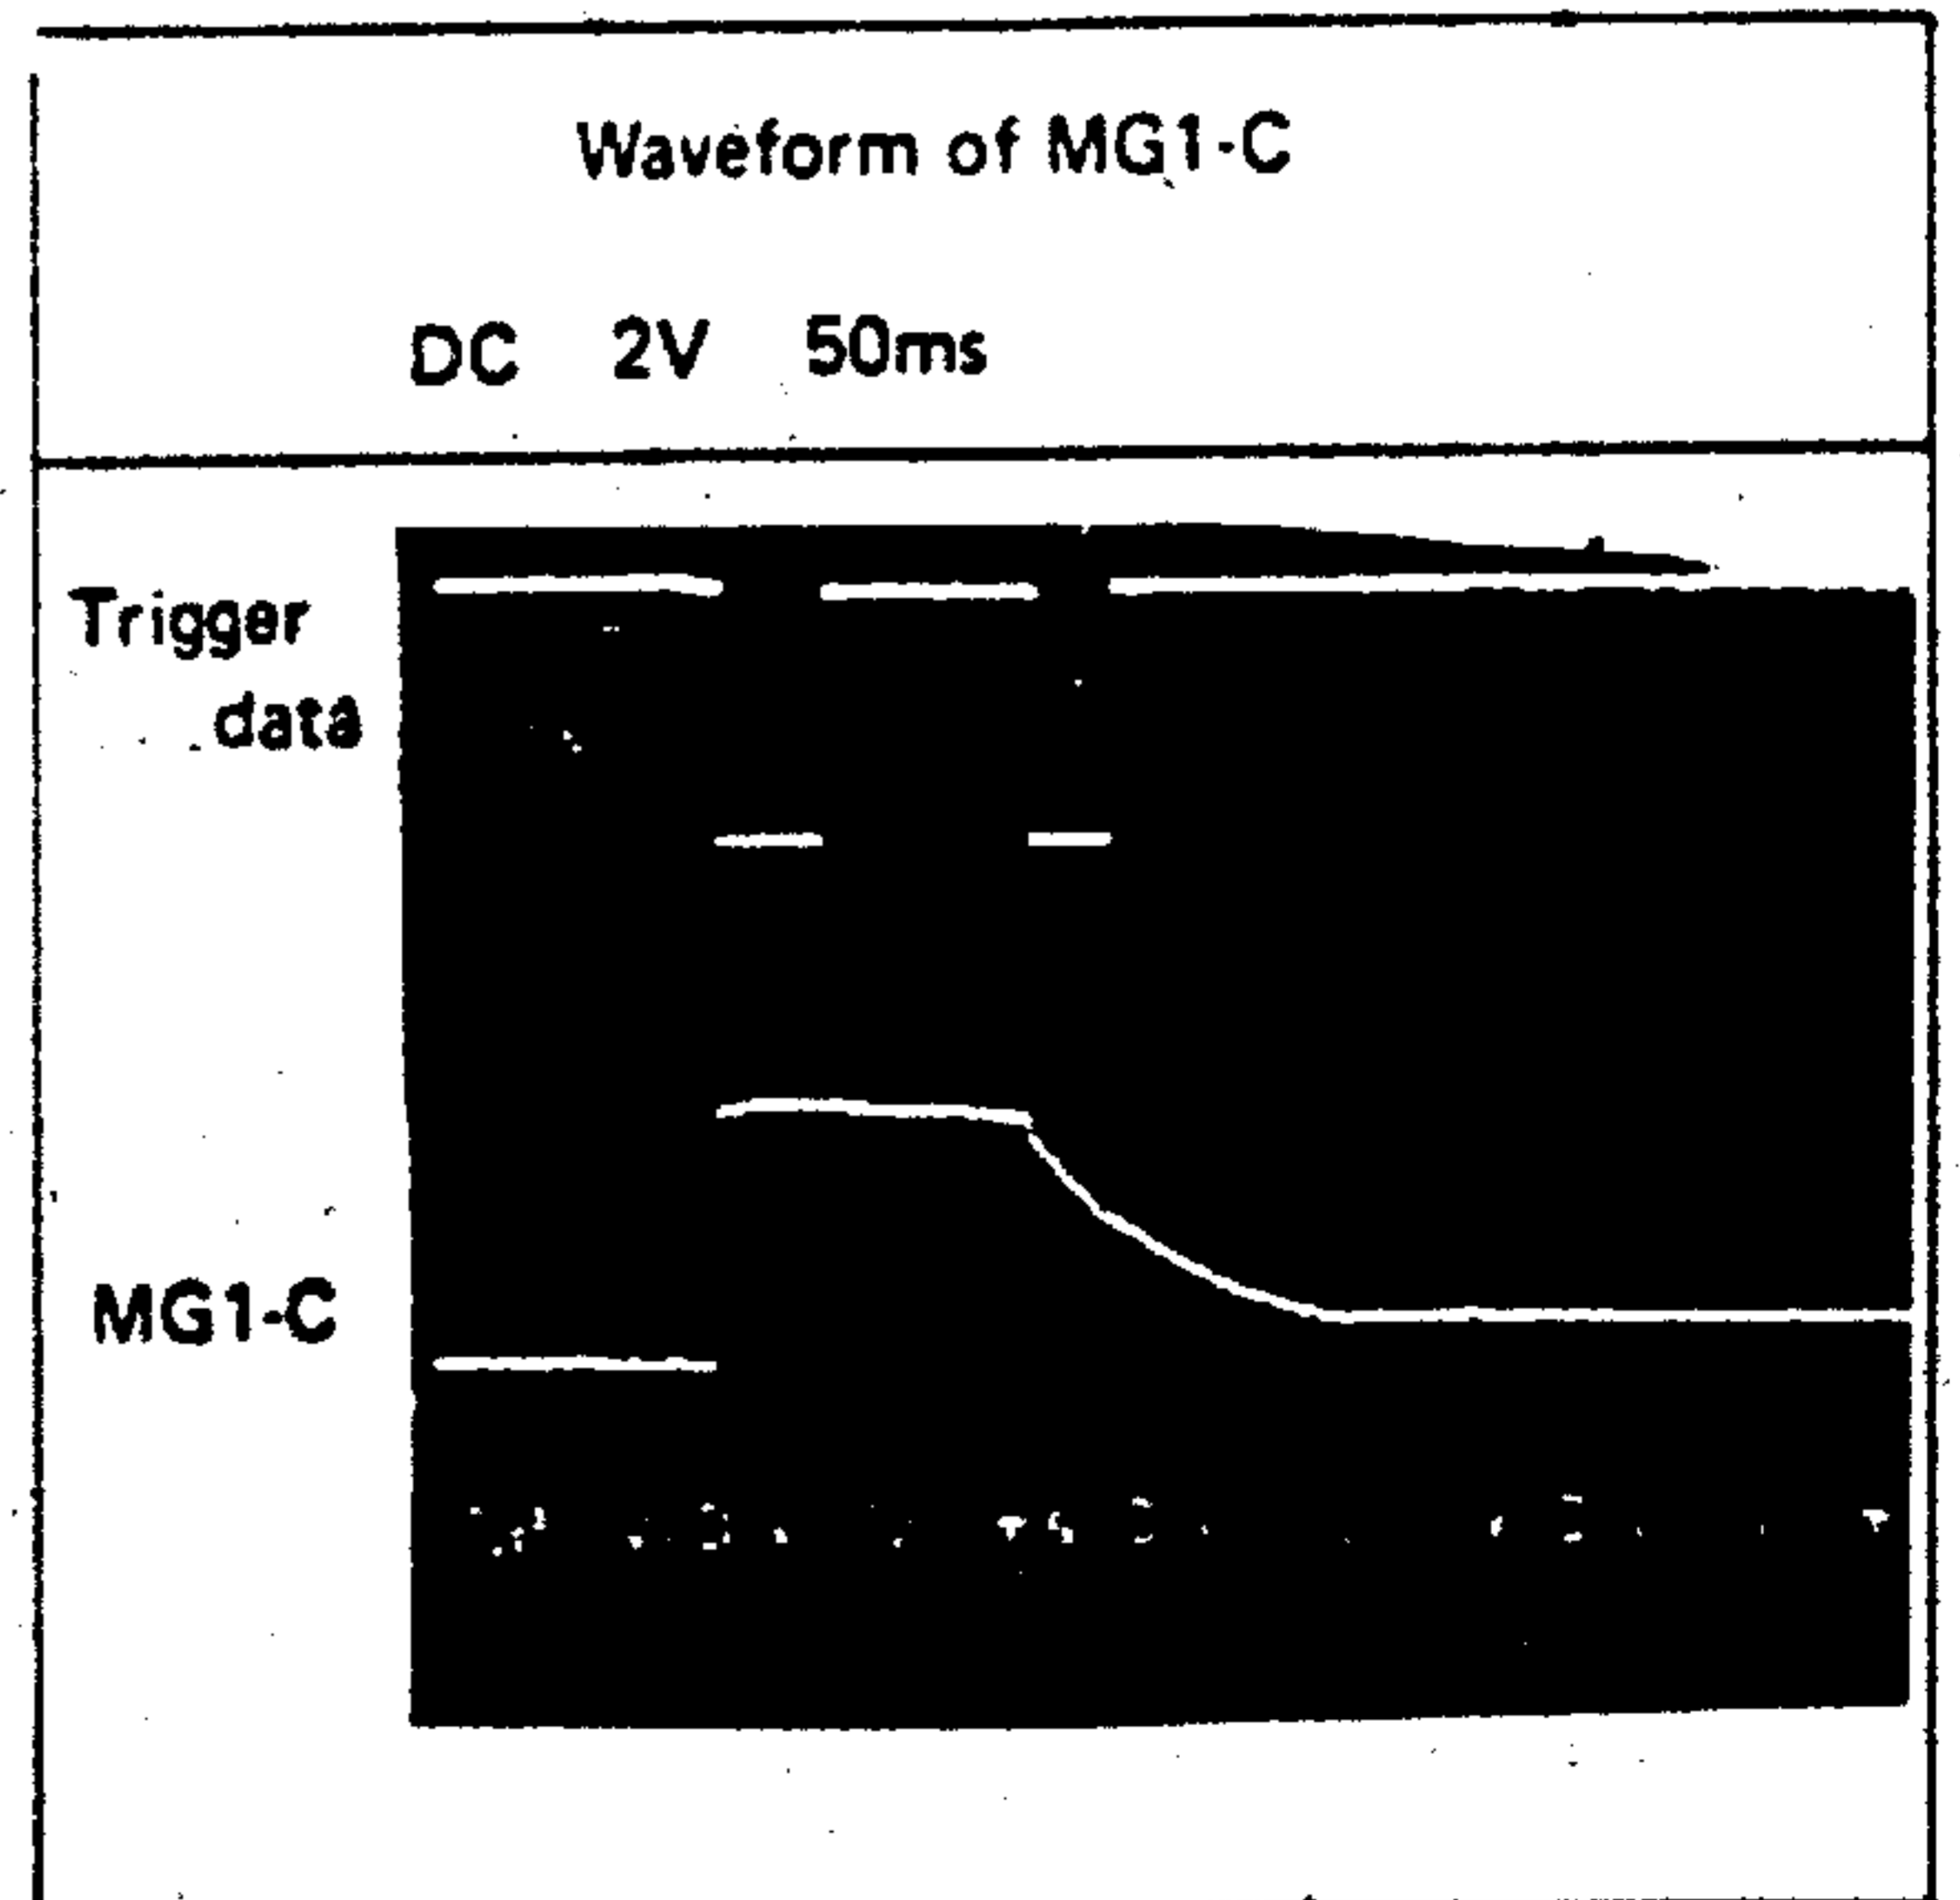 Waveform of MG1-C
DC 2V 50ms
Trigger
data
MG1-C